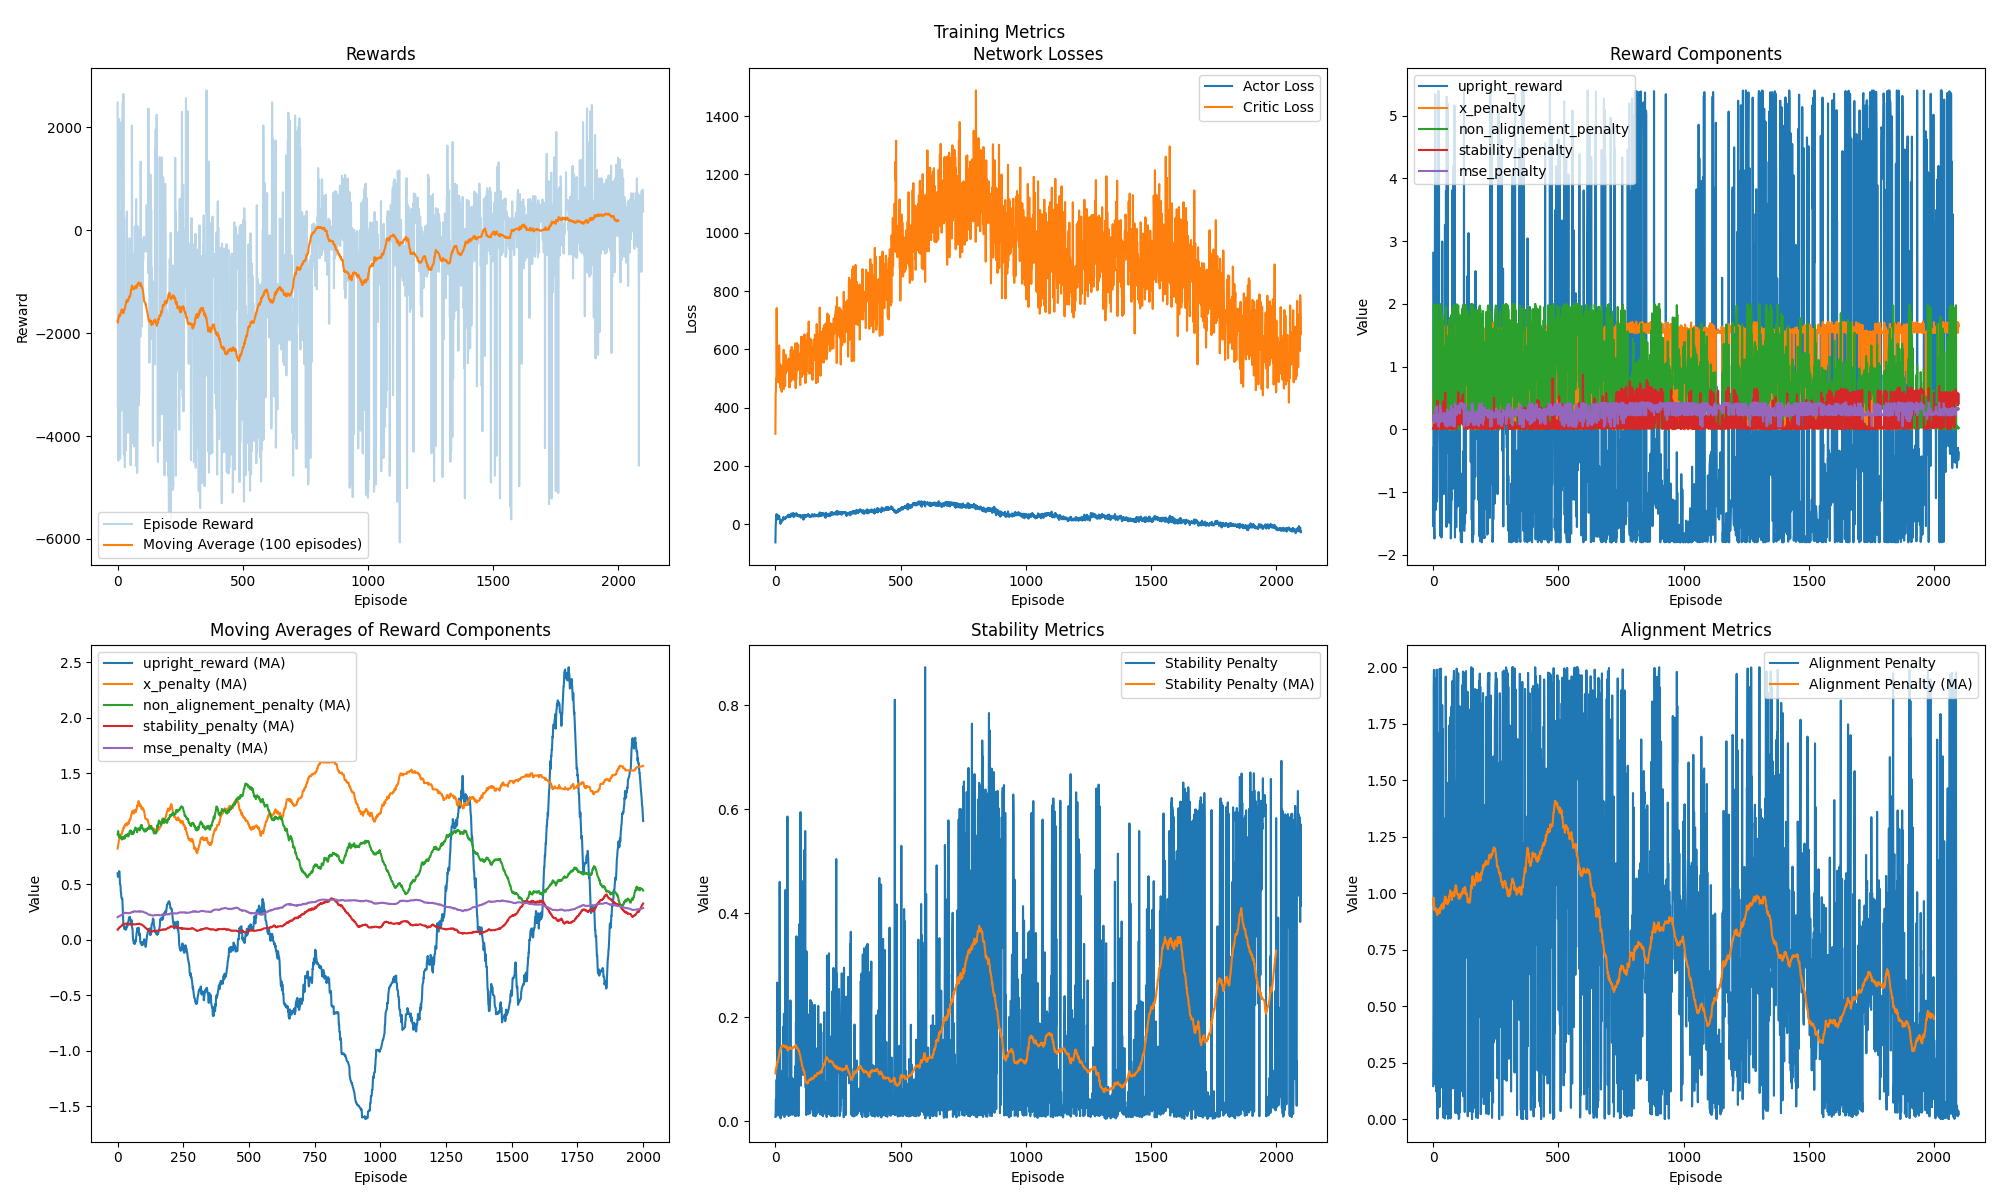 Training Metrics
Rewards
2000
0
−2000
−4000
−6000
Reward
Episode Reward
Moving Average (100 episodes)
0
500
1000
1500
2000
Episode
Network Losses
1400
1200
1000
800
600
400
200
0
Loss
Actor Loss
Critic Loss
0
500
1000
1500
2000
Episode
Reward Components
5
4
3
2
1
0
−1
−2
Value
upright_reward
x_penalty
non_alignement_penalty
stability_penalty
mse_penalty
0
500
1000
1500
2000
Episode
Moving Averages of Reward Components
2.5
2.0
1.5
1.0
0.5
0.0
−0.5
−1.0
−1.5
Value
upright_reward (MA)
x_penalty (MA)
non_alignement_penalty (MA)
stability_penalty (MA)
mse_penalty (MA)
0
250
500
750
1000
1250
1500
1750
2000
Episode
Stability Metrics
0.8
0.6
0.4
0.2
0.0
Value
Stability Penalty
Stability Penalty (MA)
0
500
1000
1500
2000
Episode
Alignment Metrics
2.00
1.75
1.50
1.25
1.00
0.75
0.50
0.25
0.00
Value
Alignment Penalty
Alignment Penalty (MA)
0
500
1000
1500
2000
Episode